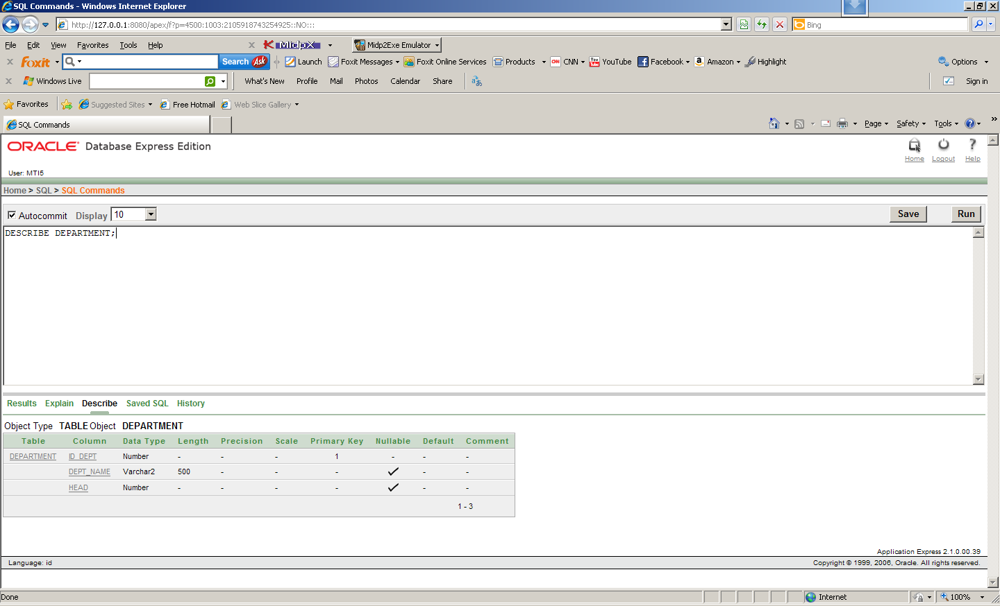 SQL Commands - Windows Internet Explorer
http://127.0.0.1:8080/apex/f?p=4500:1003:2105918743254925::NO:::
Bing
File Edit View Favorites Tools Help
MidpX
Midp2Exe Emulator
Foxit
Search Ask
Launch Foxit Messages Foxit Online Services Products CNN YouTube Facebook Amazon Highlight Options
Windows Live
What's New Profile Mail Photos Calendar Share Sign in
Favorites Suggested Sites Free Hotmail Web Slice Gallery
SQL Commands
Page Safety Tools
ORACLE Database Express Edition
Home Logout Help
User: MTI5
Home > SQL > SQL Commands
Autocommit Display 10 Save Run
DESCRIBE DEPARTMENT;
Results Explain Describe Saved SQL History
Object Type TABLE Object DEPARTMENT
Table Column Data Type Length Precision Scale Primary Key Nullable Default Comment
DEPARTMENT ID_DEPT Number - - - 1 - - -
DEPT_NAME Varchar2 500 - - - ✓ - -
HEAD Number - - - - ✓ - -
1 - 3
Application Express 2.1.0.00.39
Language: id Copyright © 1999, 2006, Oracle. All rights reserved.
Done Internet 100%